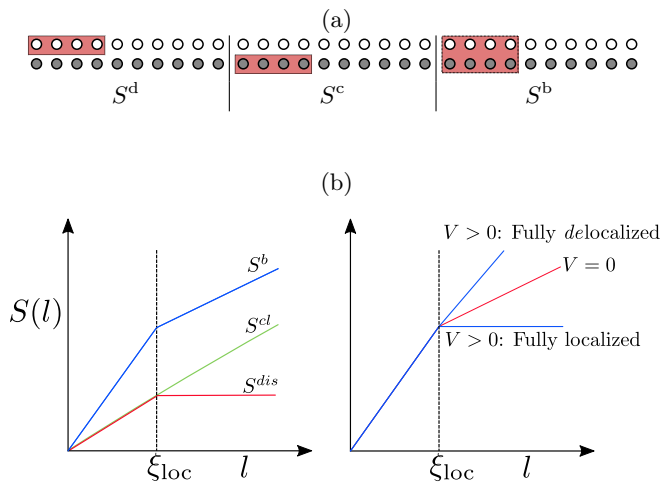 (a)
S^d S^c S^b
(b)
S(l)
S^b
S^{cl}
S^{dis}
ξ_loc l
V > 0: Fully delocalized
V = 0
V > 0: Fully localized
ξ_loc l